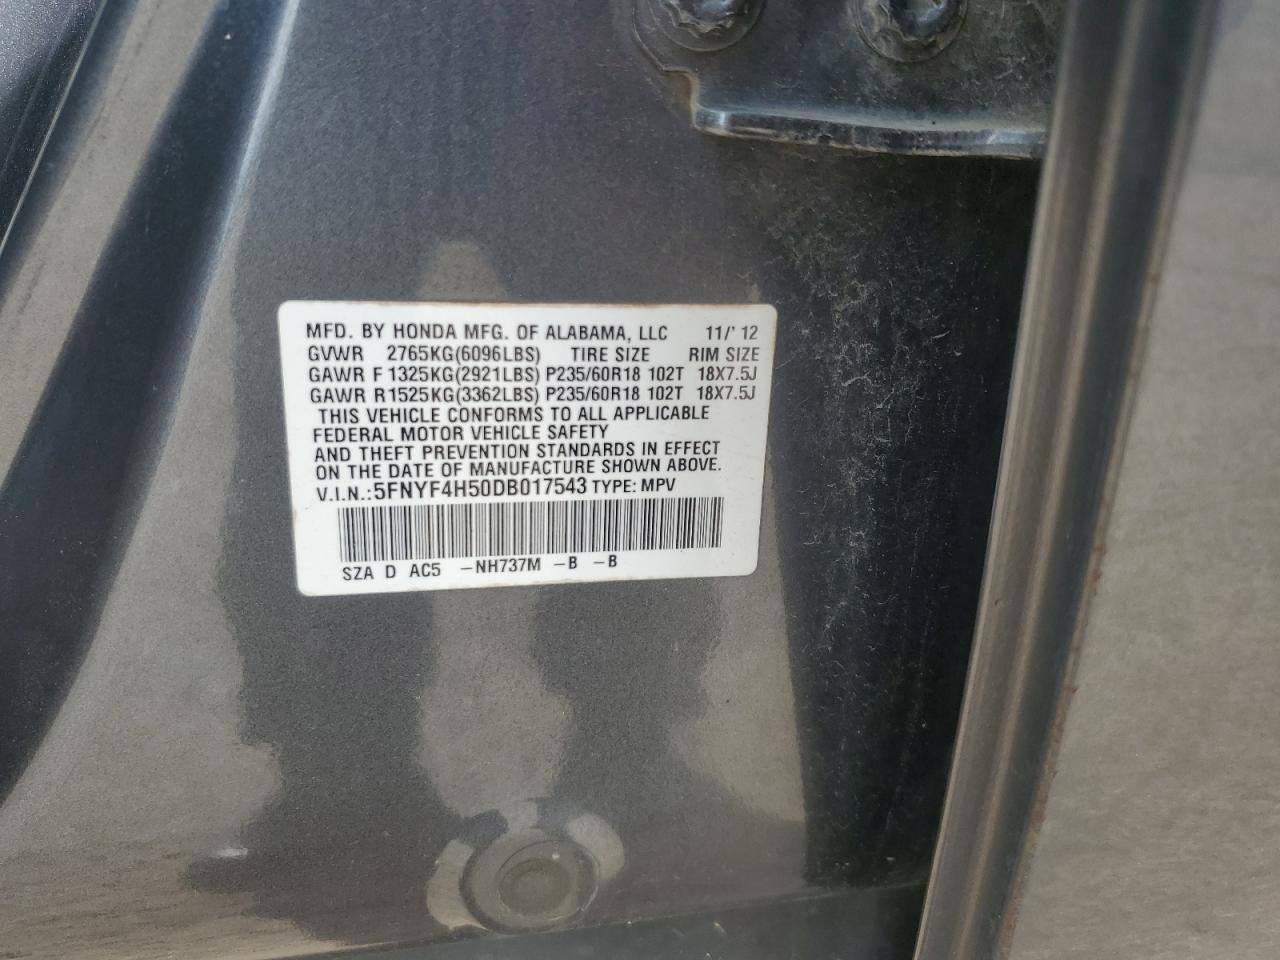 MFD. BY HONDA MFG. OF ALABAMA, LLC 11/' 12
GVWR 2765KG(6096LBS) TIRE SIZE RIM SIZE
GAWR F 1325KG(2921LBS) P235/60R18 102T 18X7.5J
GAWR R1525KG(3362LBS) P235/60R18 102T 18X7.5J
THIS VEHICLE CONFORMS TO ALL APPLICABLE
FEDERAL MOTOR VEHICLE SAFETY
AND THEFT PREVENTION STANDARDS IN EFFECT
ON THE DATE OF MANUFACTURE SHOWN ABOVE.
V.I.N.:5FNYF4H50DB017543 TYPE: MPV
SZA D AC5 -NH737M -B -B